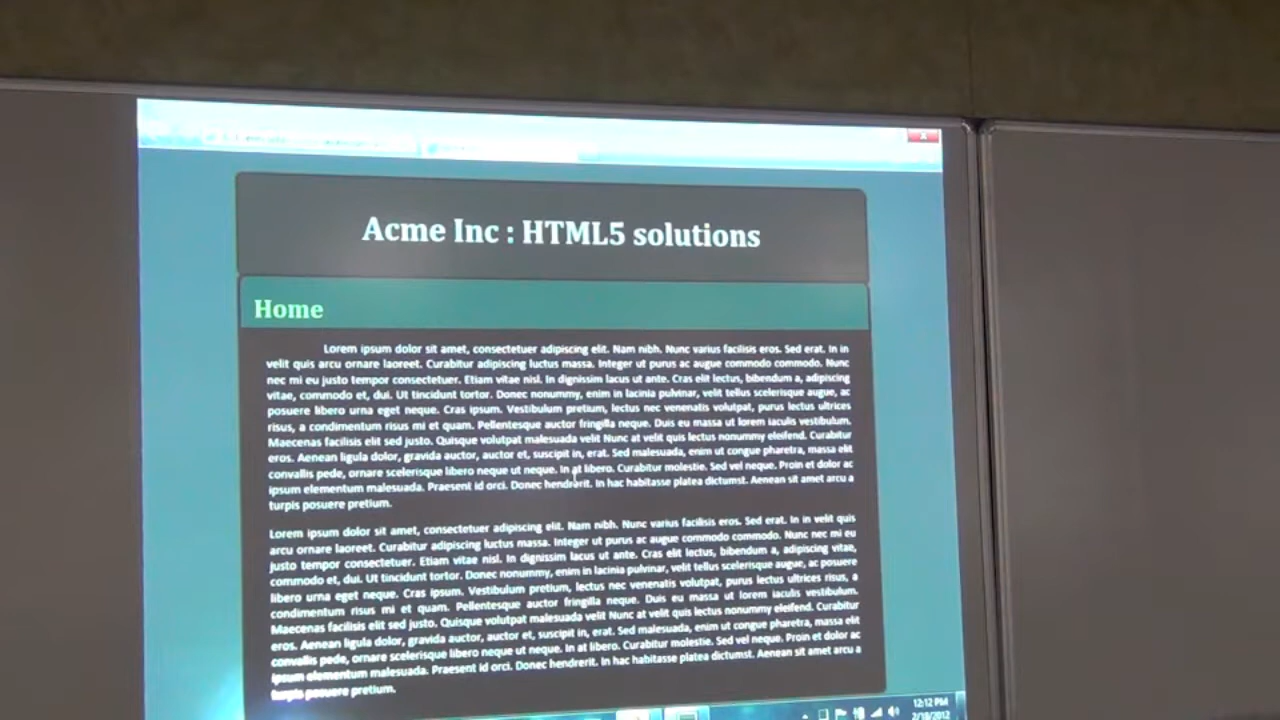 Acme Inc : HTML5 solutions
Home
Lorem ipsum dolor sit amet, consectetuer adipiscing elit. Nam nibh. Nunc varius facilisis eros. Sed erat. In in
velit quis arcu ornare laoreet. Curabitur adipiscing luctus massa. Integer ut purus ac augue commodo commodo. Nunc
nec mi eu justo tempor consectetuer. Etiam vitae nisl. In dignissim lacus ut ante. Cras elit lectus, bibendum a, adipiscing
vitae, commodo et, dui. Ut tincidunt tortor. Donec nonummy, enim in lacinia pulvinar, velit tellus scelerisque augue, ac
posuere libero urna eget neque. Cras ipsum. Vestibulum pretium, lectus nec venenatis volutpat, purus lectus ultrices
risus, a condimentum risus mi et quam. Pellentesque auctor fringilla neque. Duis eu massa ut lorem iaculis vestibulum.
Maecenas facilisis elit sed justo. Quisque volutpat malesuada velit Nunc at velit quis lectus nonummy eleifend. Curabitur
eros. Aenean ligula dolor, gravida auctor, auctor et, suscipit in, erat. Sed malesuada, enim ut congue pharetra, massa elit
convallis pede, ornare scelerisque libero neque ut neque. In at libero. Curabitur molestie. Sed vel neque. Proin et dolor ac
ipsum elementum malesuada. Praesent id orci. Donec hendrerit. In hac habitasse platea dictumst. Aenean sit amet arcu a
turpis posuere pretium.
Lorem ipsum dolor sit amet, consectetuer adipiscing elit. Nam nibh. Nunc varius facilisis eros. Sed erat. In in velit quis
arcu ornare laoreet. Curabitur adipiscing luctus massa. Integer ut purus ac augue commodo commodo. Nunc nec mi eu
justo tempor consectetuer. Etiam vitae nisl. In dignissim lacus ut ante. Cras elit lectus, bibendum a, adipiscing vitae,
commodo et, dui. Ut tincidunt tortor. Donec nonummy, enim in lacinia pulvinar, velit tellus scelerisque augue, ac posuere
libero urna eget neque. Cras ipsum. Vestibulum pretium, lectus nec venenatis volutpat, purus lectus ultrices risus, a
condimentum risus mi et quam. Pellentesque auctor fringilla neque. Duis eu massa ut lorem iaculis vestibulum.
Maecenas facilisis elit sed justo. Quisque volutpat malesuada velit Nunc at velit quis lectus nonummy eleifend. Curabitur
eros. Aenean ligula dolor, gravida auctor, auctor et, suscipit in, erat. Sed malesuada, enim ut congue pharetra, massa elit
convallis pede, ornare scelerisque libero neque ut neque. In at libero. Curabitur molestie. Sed vel neque. Proin et dolor ac
ipsum elementum malesuada. Praesent id orci. Donec hendrerit. In hac habitasse platea dictumst. Aenean sit amet arcu a
turpis posuere pretium.
12:12 PM
2/18/2012